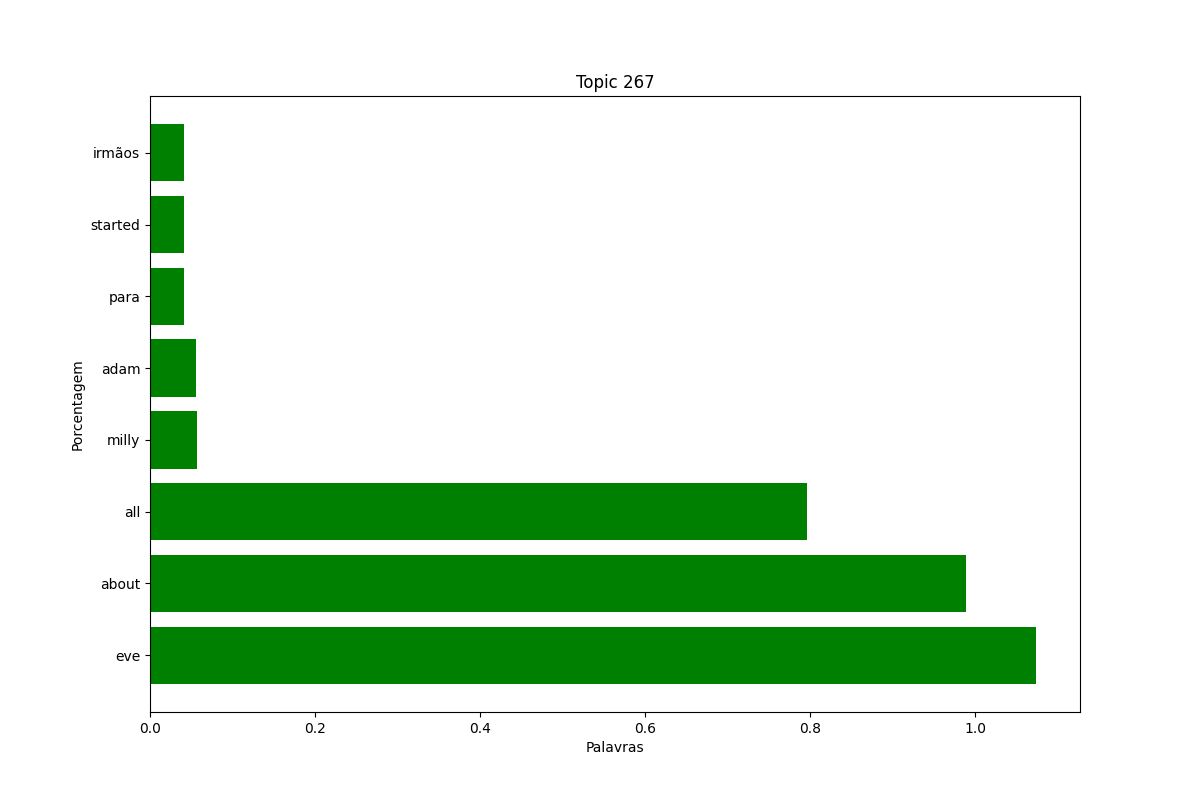 Topic 267
irmãos
started
para
adam
milly
all
about
eve
Porcentagem
0.0 0.2 0.4 0.6 0.8 1.0
Palavras